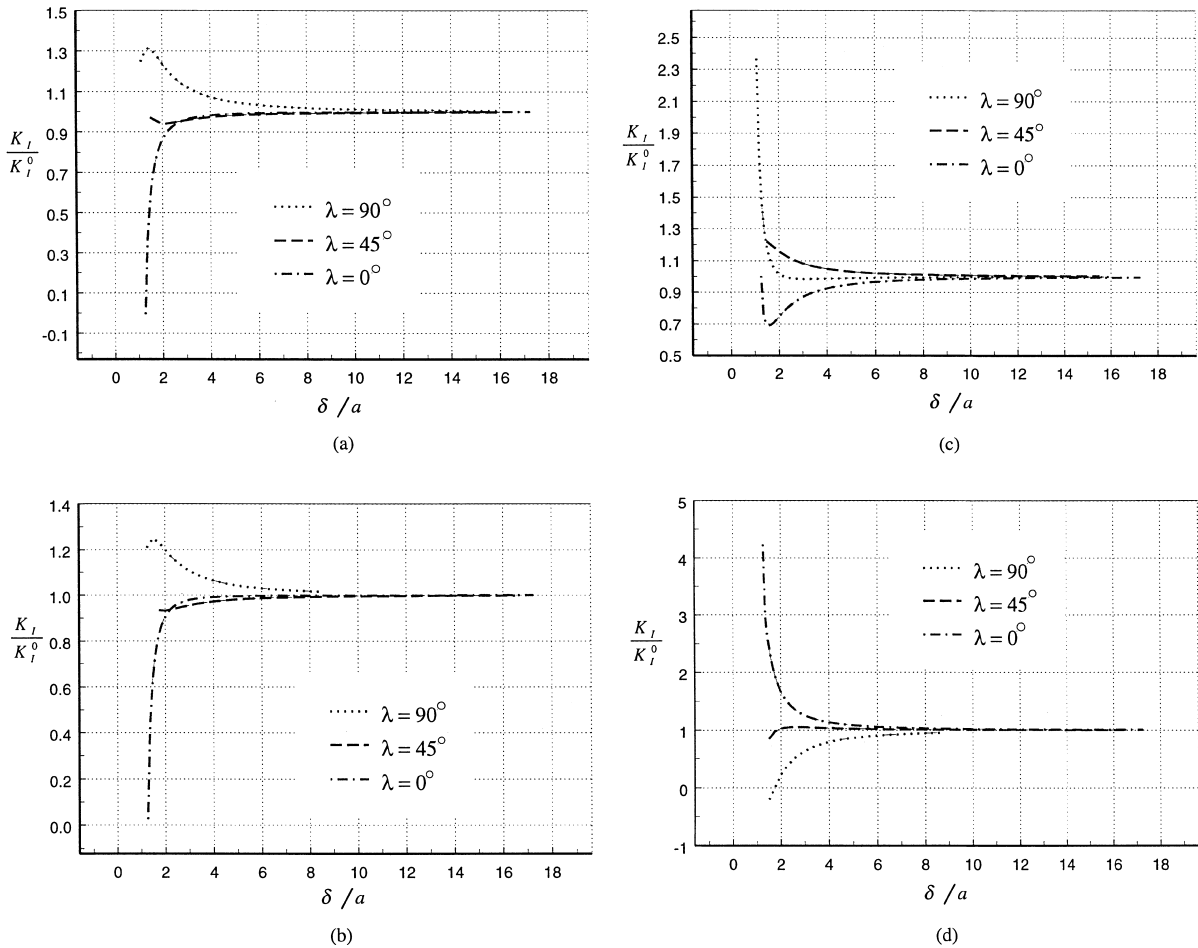 1.5
1.3
1.1
0.9
0.7
0.5
0.3
0.1
-0.1
K_I
K_I^0
λ = 90°
λ = 45°
λ = 0°
0 2 4 6 8 10 12 14 16 18
δ / a
(a)
2.5
2.3
2.1
1.9
1.7
1.5
1.3
1.1
0.9
0.7
0.5
K_I
K_I^0
λ = 90°
λ = 45°
λ = 0°
0 2 4 6 8 10 12 14 16 18
δ / a
(c)
1.4
1.2
1.0
0.8
0.6
0.4
0.2
0.0
K_I
K_I^0
λ = 90°
λ = 45°
λ = 0°
0 2 4 6 8 10 12 14 16 18
δ / a
(b)
5
4
3
2
1
0
-1
K_I
K_I^0
λ = 90°
λ = 45°
λ = 0°
0 2 4 6 8 10 12 14 16 18
δ / a
(d)